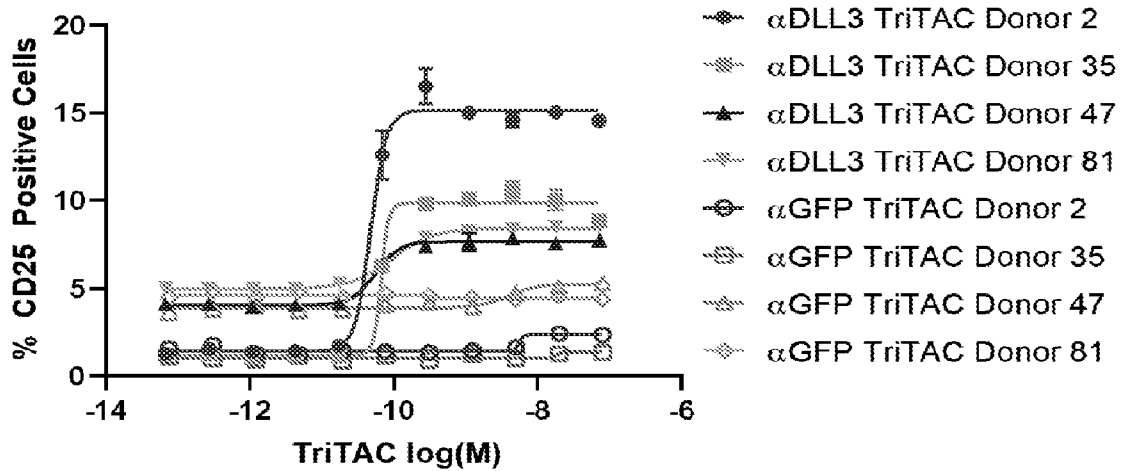 20
15
10
5
0
% CD25 Positive Cells
-14
-12
-10
-8
-6
TriTAC log(M)
αDLL3 TriTAC Donor 2
αDLL3 TriTAC Donor 35
αDLL3 TriTAC Donor 47
αDLL3 TriTAC Donor 81
αGFP TriTAC Donor 2
αGFP TriTAC Donor 35
αGFP TriTAC Donor 47
αGFP TriTAC Donor 81